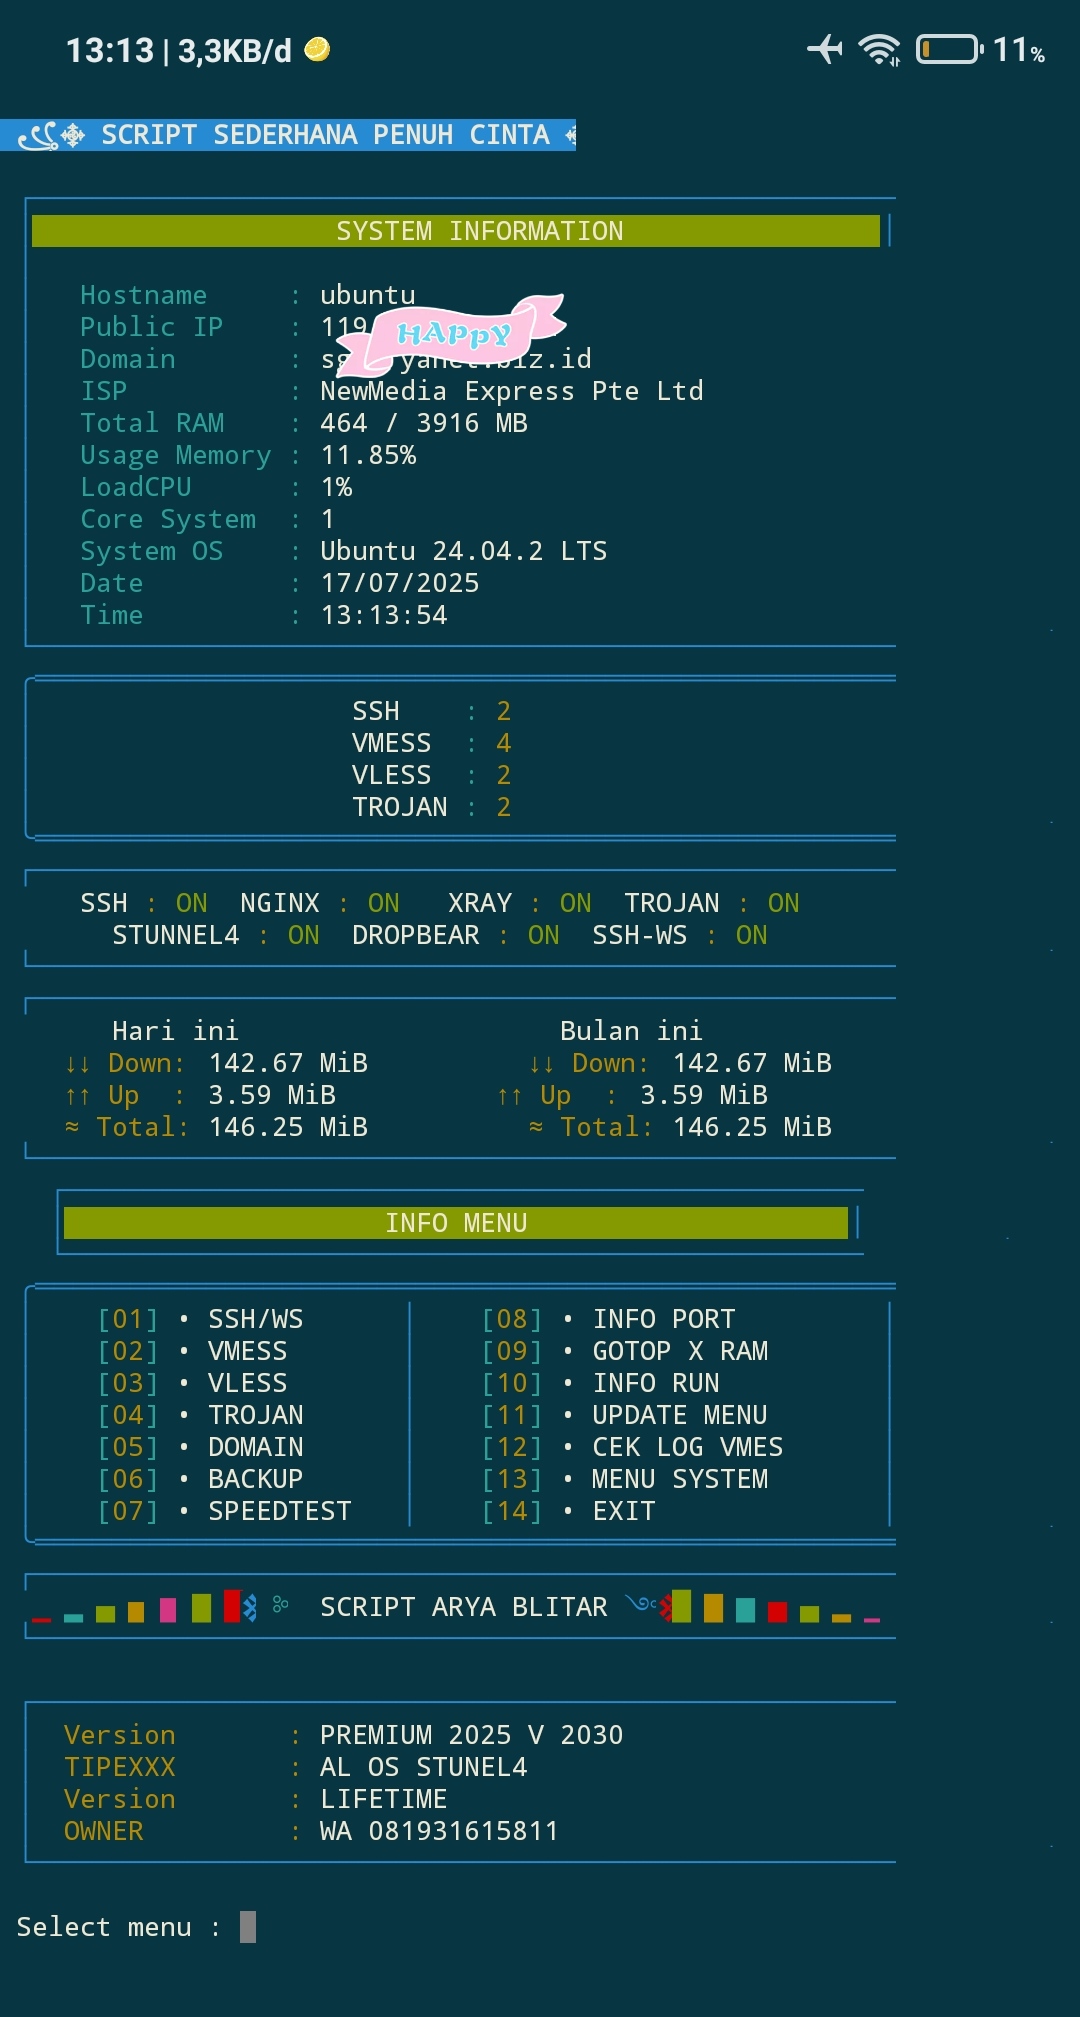 13:13 | 3,3KB/d 11%
SCRIPT SEDERHANA PENUH CINTA
SYSTEM INFORMATION
Hostname : ubuntu
Public IP : 119
HAppY
Domain : .biz.id
ISP : NewMedia Express Pte Ltd
Total RAM : 464 / 3916 MB
Usage Memory : 11.85%
LoadCPU : 1%
Core System : 1
System OS : Ubuntu 24.04.2 LTS
Date : 17/07/2025
Time : 13:13:54
SSH : 2
VMESS : 4
VLESS : 2
TROJAN : 2
SSH : ON NGINX : ON XRAY : ON TROJAN : ON
STUNNEL4 : ON DROPBEAR : ON SSH-WS : ON
Hari ini Bulan ini
↓↓ Down: 142.67 MiB ↓↓ Down: 142.67 MiB
↑↑ Up : 3.59 MiB ↑↑ Up : 3.59 MiB
≈ Total: 146.25 MiB ≈ Total: 146.25 MiB
INFO MENU
[01] • SSH/WS [08] • INFO PORT
[02] • VMESS [09] • GOTOP X RAM
[03] • VLESS [10] • INFO RUN
[04] • TROJAN [11] • UPDATE MENU
[05] • DOMAIN [12] • CEK LOG VMES
[06] • BACKUP [13] • MENU SYSTEM
[07] • SPEEDTEST [14] • EXIT
SCRIPT ARYA BLITAR
Version : PREMIUM 2025 V 2030
TIPEXXX : AL OS STUNEL4
Version : LIFETIME
OWNER : WA 081931615811
Select menu :